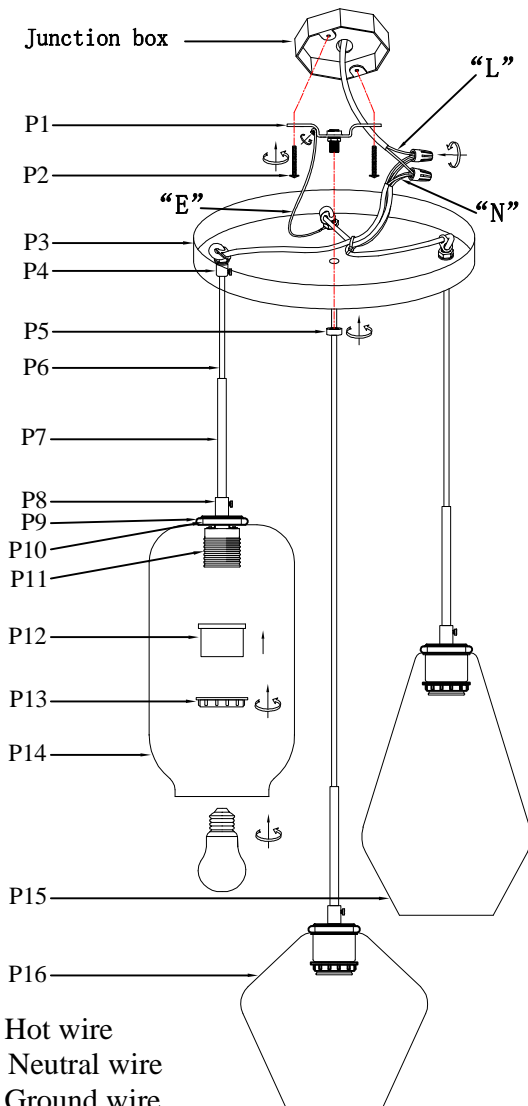 Junction box
“L”
P1
P2
“E”
“N”
P3
P4
P5
P6
P7
P8
P9
P10
P11
P12
P13
P14
P15
P16
Hot wire
Neutral wire
Ground wire